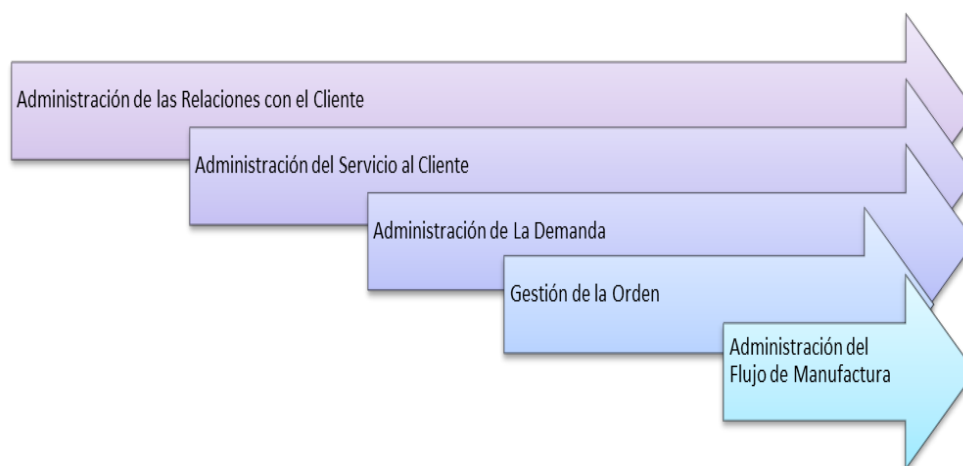 Administración de las Relaciones con el Cliente
Administración del Servicio al Cliente
Administración de La Demanda
Gestión de la Orden
Administración del
Flujo de Manufactura